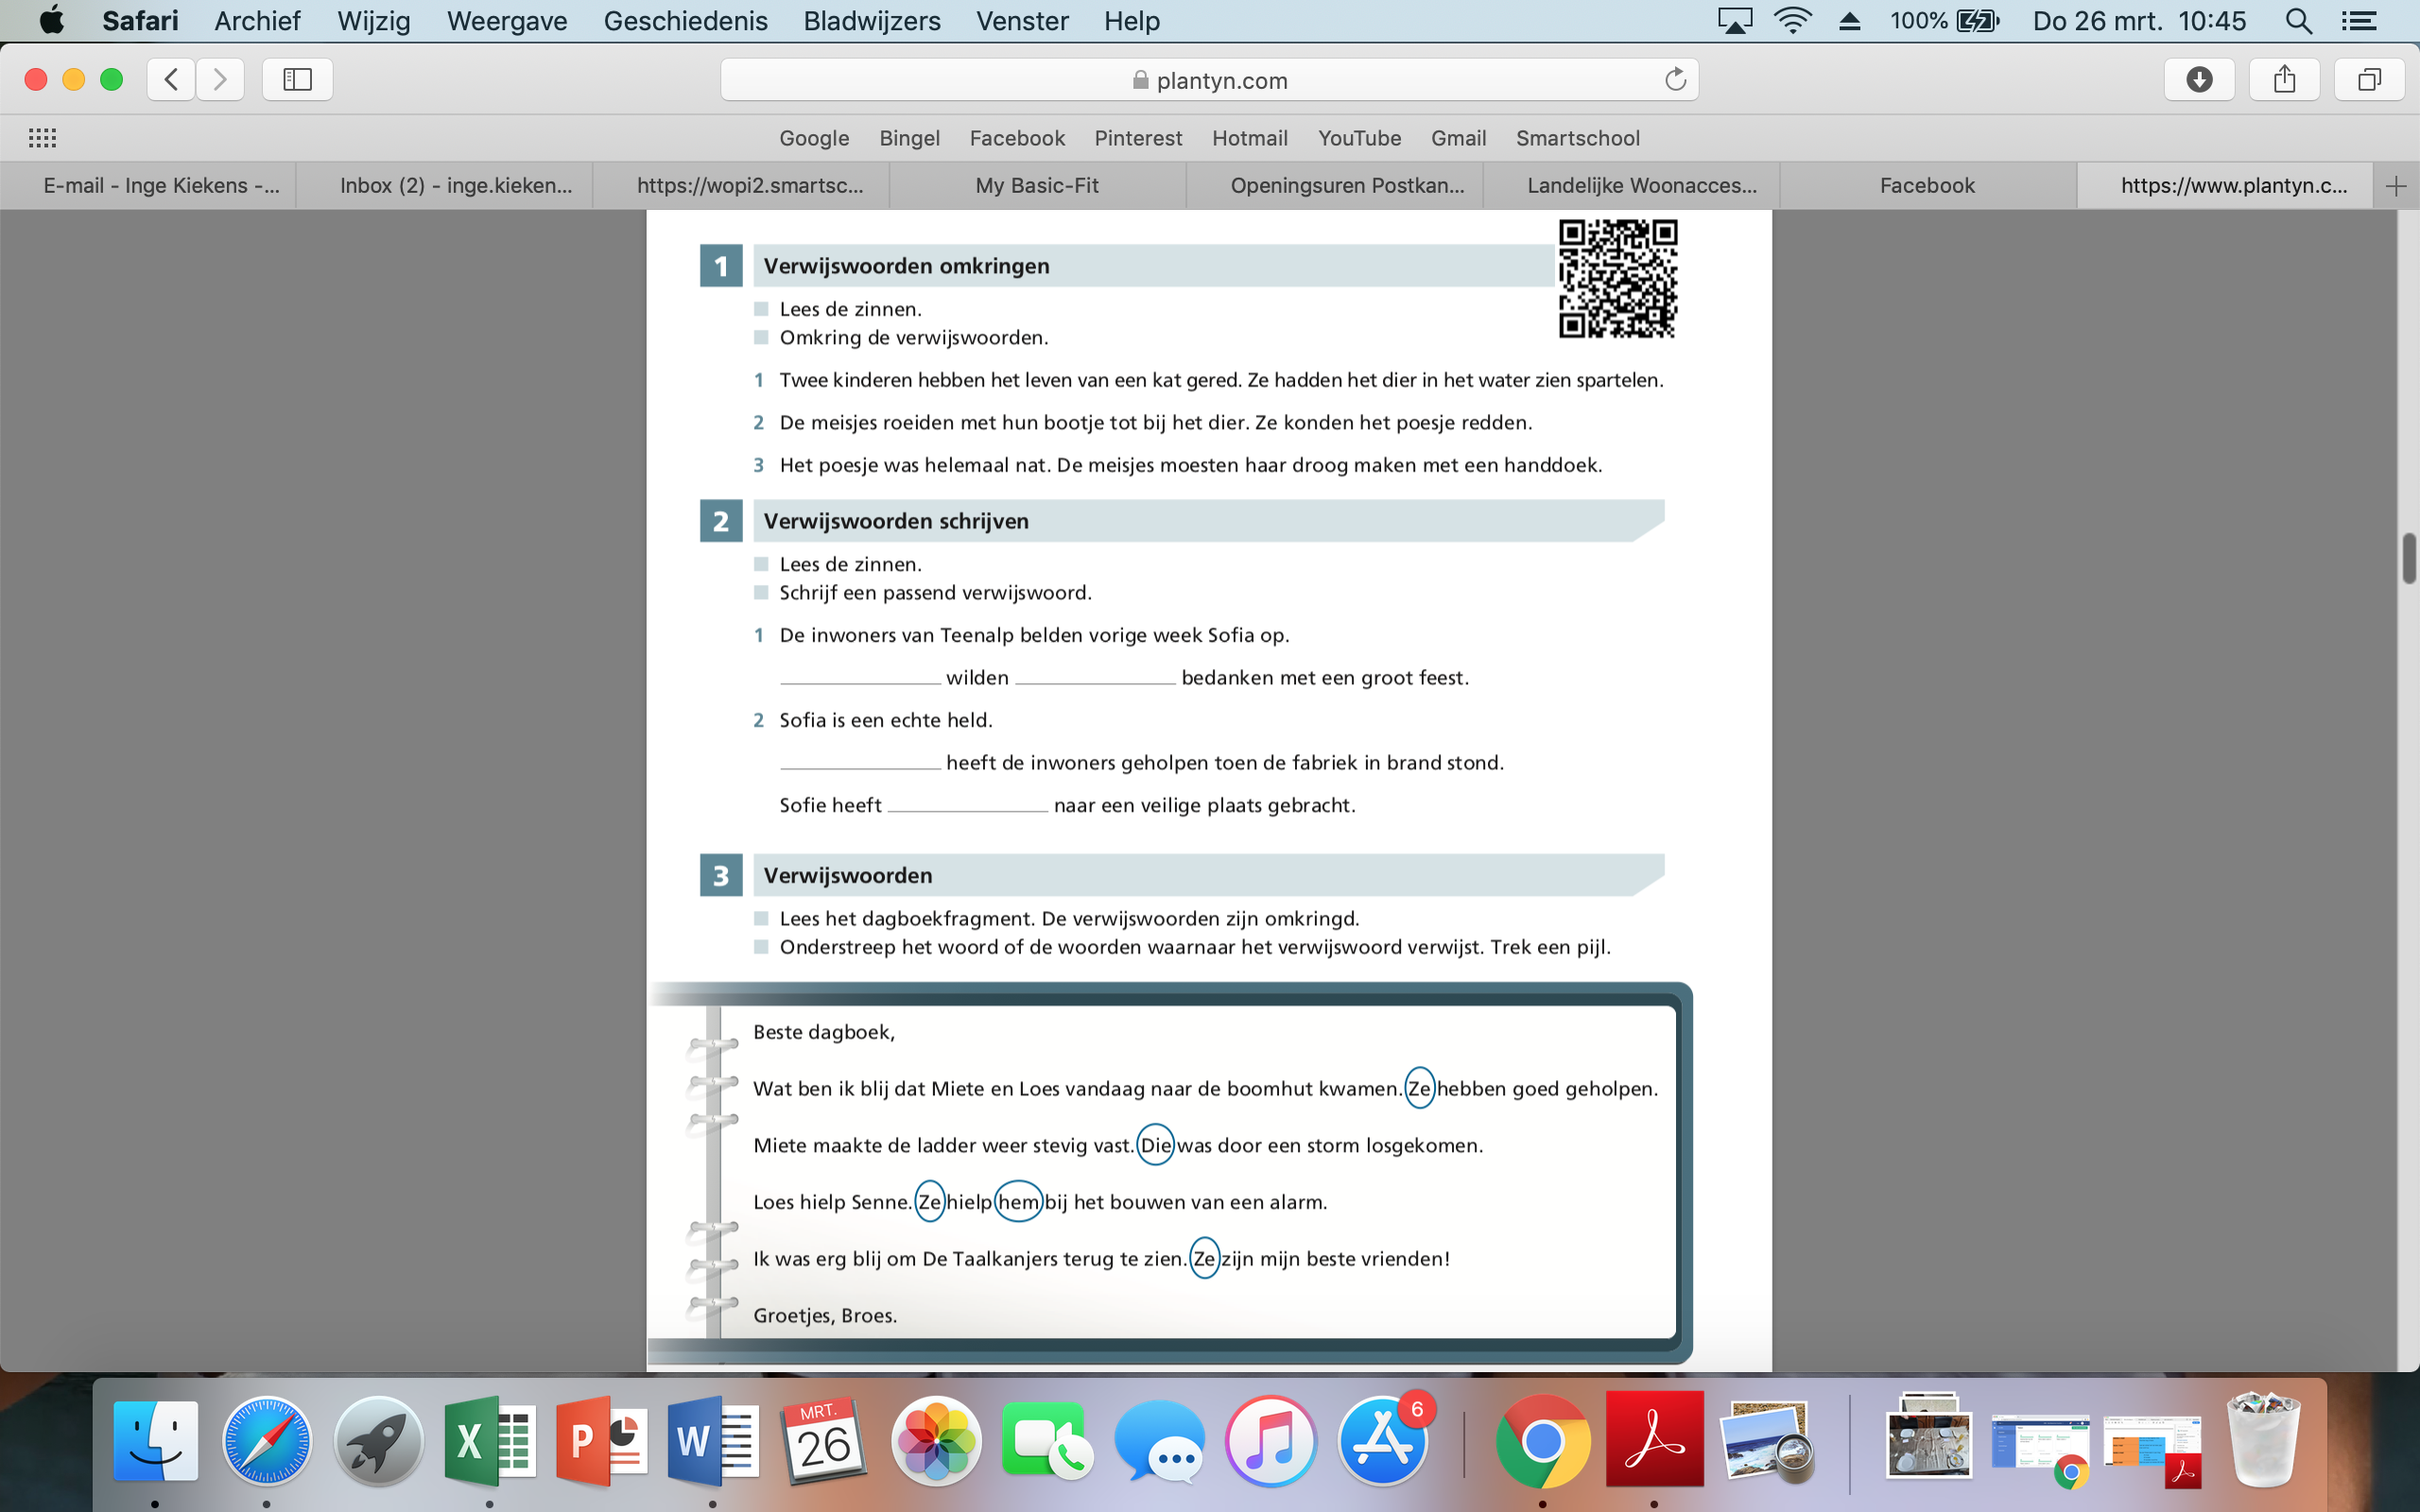 Safari Archief Wijzig Weergave Geschiedenis Bladwijzers Venster Help 100% Do 26 mrt. 10:45
plantyn.com
Google Bingel Facebook Pinterest Hotmail YouTube Gmail Smartschool
E-mail - Inge Kiekens -... Inbox (2) - inge.kieken... https://wopi2.smartsc... My Basic-Fit Openingsuren Postkan... Landelijke Woonacces... Facebook https://www.plantyn.c...
1 Verwijswoorden omkringen
Lees de zinnen.
Omkring de verwijswoorden.
1 Twee kinderen hebben het leven van een kat gered. Ze hadden het dier in het water zien spartelen.
2 De meisjes roeiden met hun bootje tot bij het dier. Ze konden het poesje redden.
3 Het poesje was helemaal nat. De meisjes moesten haar droog maken met een handdoek.
2 Verwijswoorden schrijven
Lees de zinnen.
Schrijf een passend verwijswoord.
1 De inwoners van Teenalp belden vorige week Sofia op.
_______________ wilden _______________ bedanken met een groot feest.
2 Sofia is een echte held.
_______________ heeft de inwoners geholpen toen de fabriek in brand stond.
Sofie heeft _______________ naar een veilige plaats gebracht.
3 Verwijswoorden
Lees het dagboekfragment. De verwijswoorden zijn omkringd.
Onderstreep het woord of de woorden waarnaar het verwijswoord verwijst. Trek een pijl.
Beste dagboek,
Wat ben ik blij dat Miete en Loes vandaag naar de boomhut kwamen. Ze hebben goed geholpen.
Miete maakte de ladder weer stevig vast. Die was door een storm losgekomen.
Loes hielp Senne. Ze hielp hem bij het bouwen van een alarm.
Ik was erg blij om De Taalkanjers terug te zien. Ze zijn mijn beste vrienden!
Groetjes, Broes.
X P W MRT. 26 6